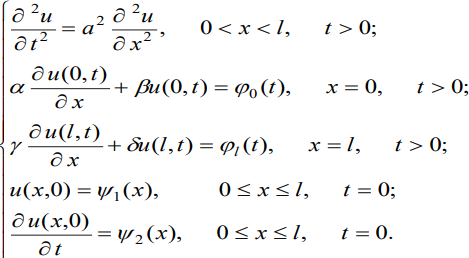 ∂²u/∂t² = a² ∂²u/∂x², 0 < x < l, t > 0;
α ∂u(0,t)/∂x + βu(0,t) = φ₀(t), x = 0, t > 0;
γ ∂u(l,t)/∂x + δu(l,t) = φₗ(t), x = l, t > 0;
u(x,0) = ψ₁(x), 0 ≤ x ≤ l, t = 0;
∂u(x,0)/∂t = ψ₂(x), 0 ≤ x ≤ l, t = 0.